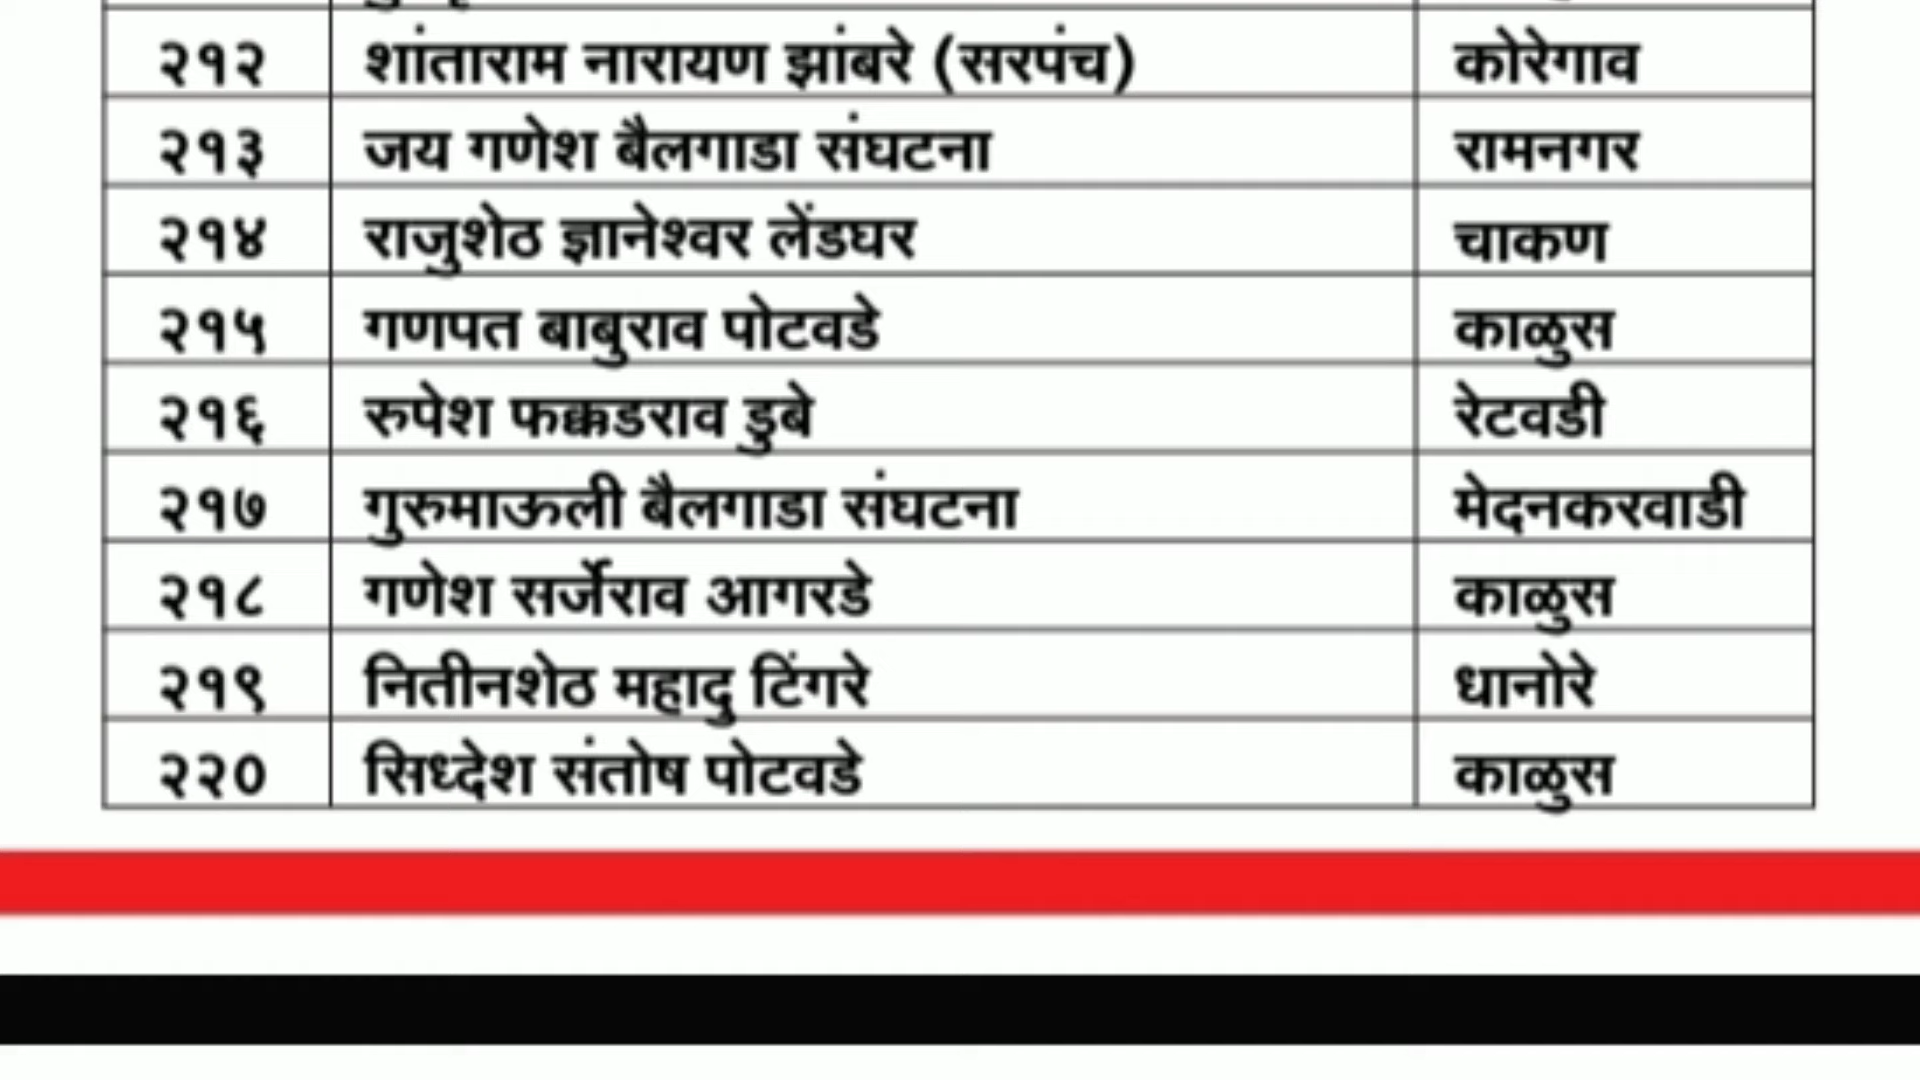 २१२ शांताराम नारायण झांबरे (सरपंच) कोरेगाव
२१३ जय गणेश बैलगाडा संघटना रामनगर
२१४ राजुशेठ ज्ञानेश्वर लेंडघर चाकण
२१५ गणपत बाबुराव पोटवडे काळुस
२१६ रुपेश फक्कडराव डुबे रेटवडी
२१७ गुरुमाऊली बैलगाडा संघटना मेदनकरवाडी
२१८ गणेश सर्जेराव आगरडे काळुस
२१९ नितीनशेठ महादु टिंगरे धानोरे
२२० सिध्देश संतोष पोटवडे काळुस